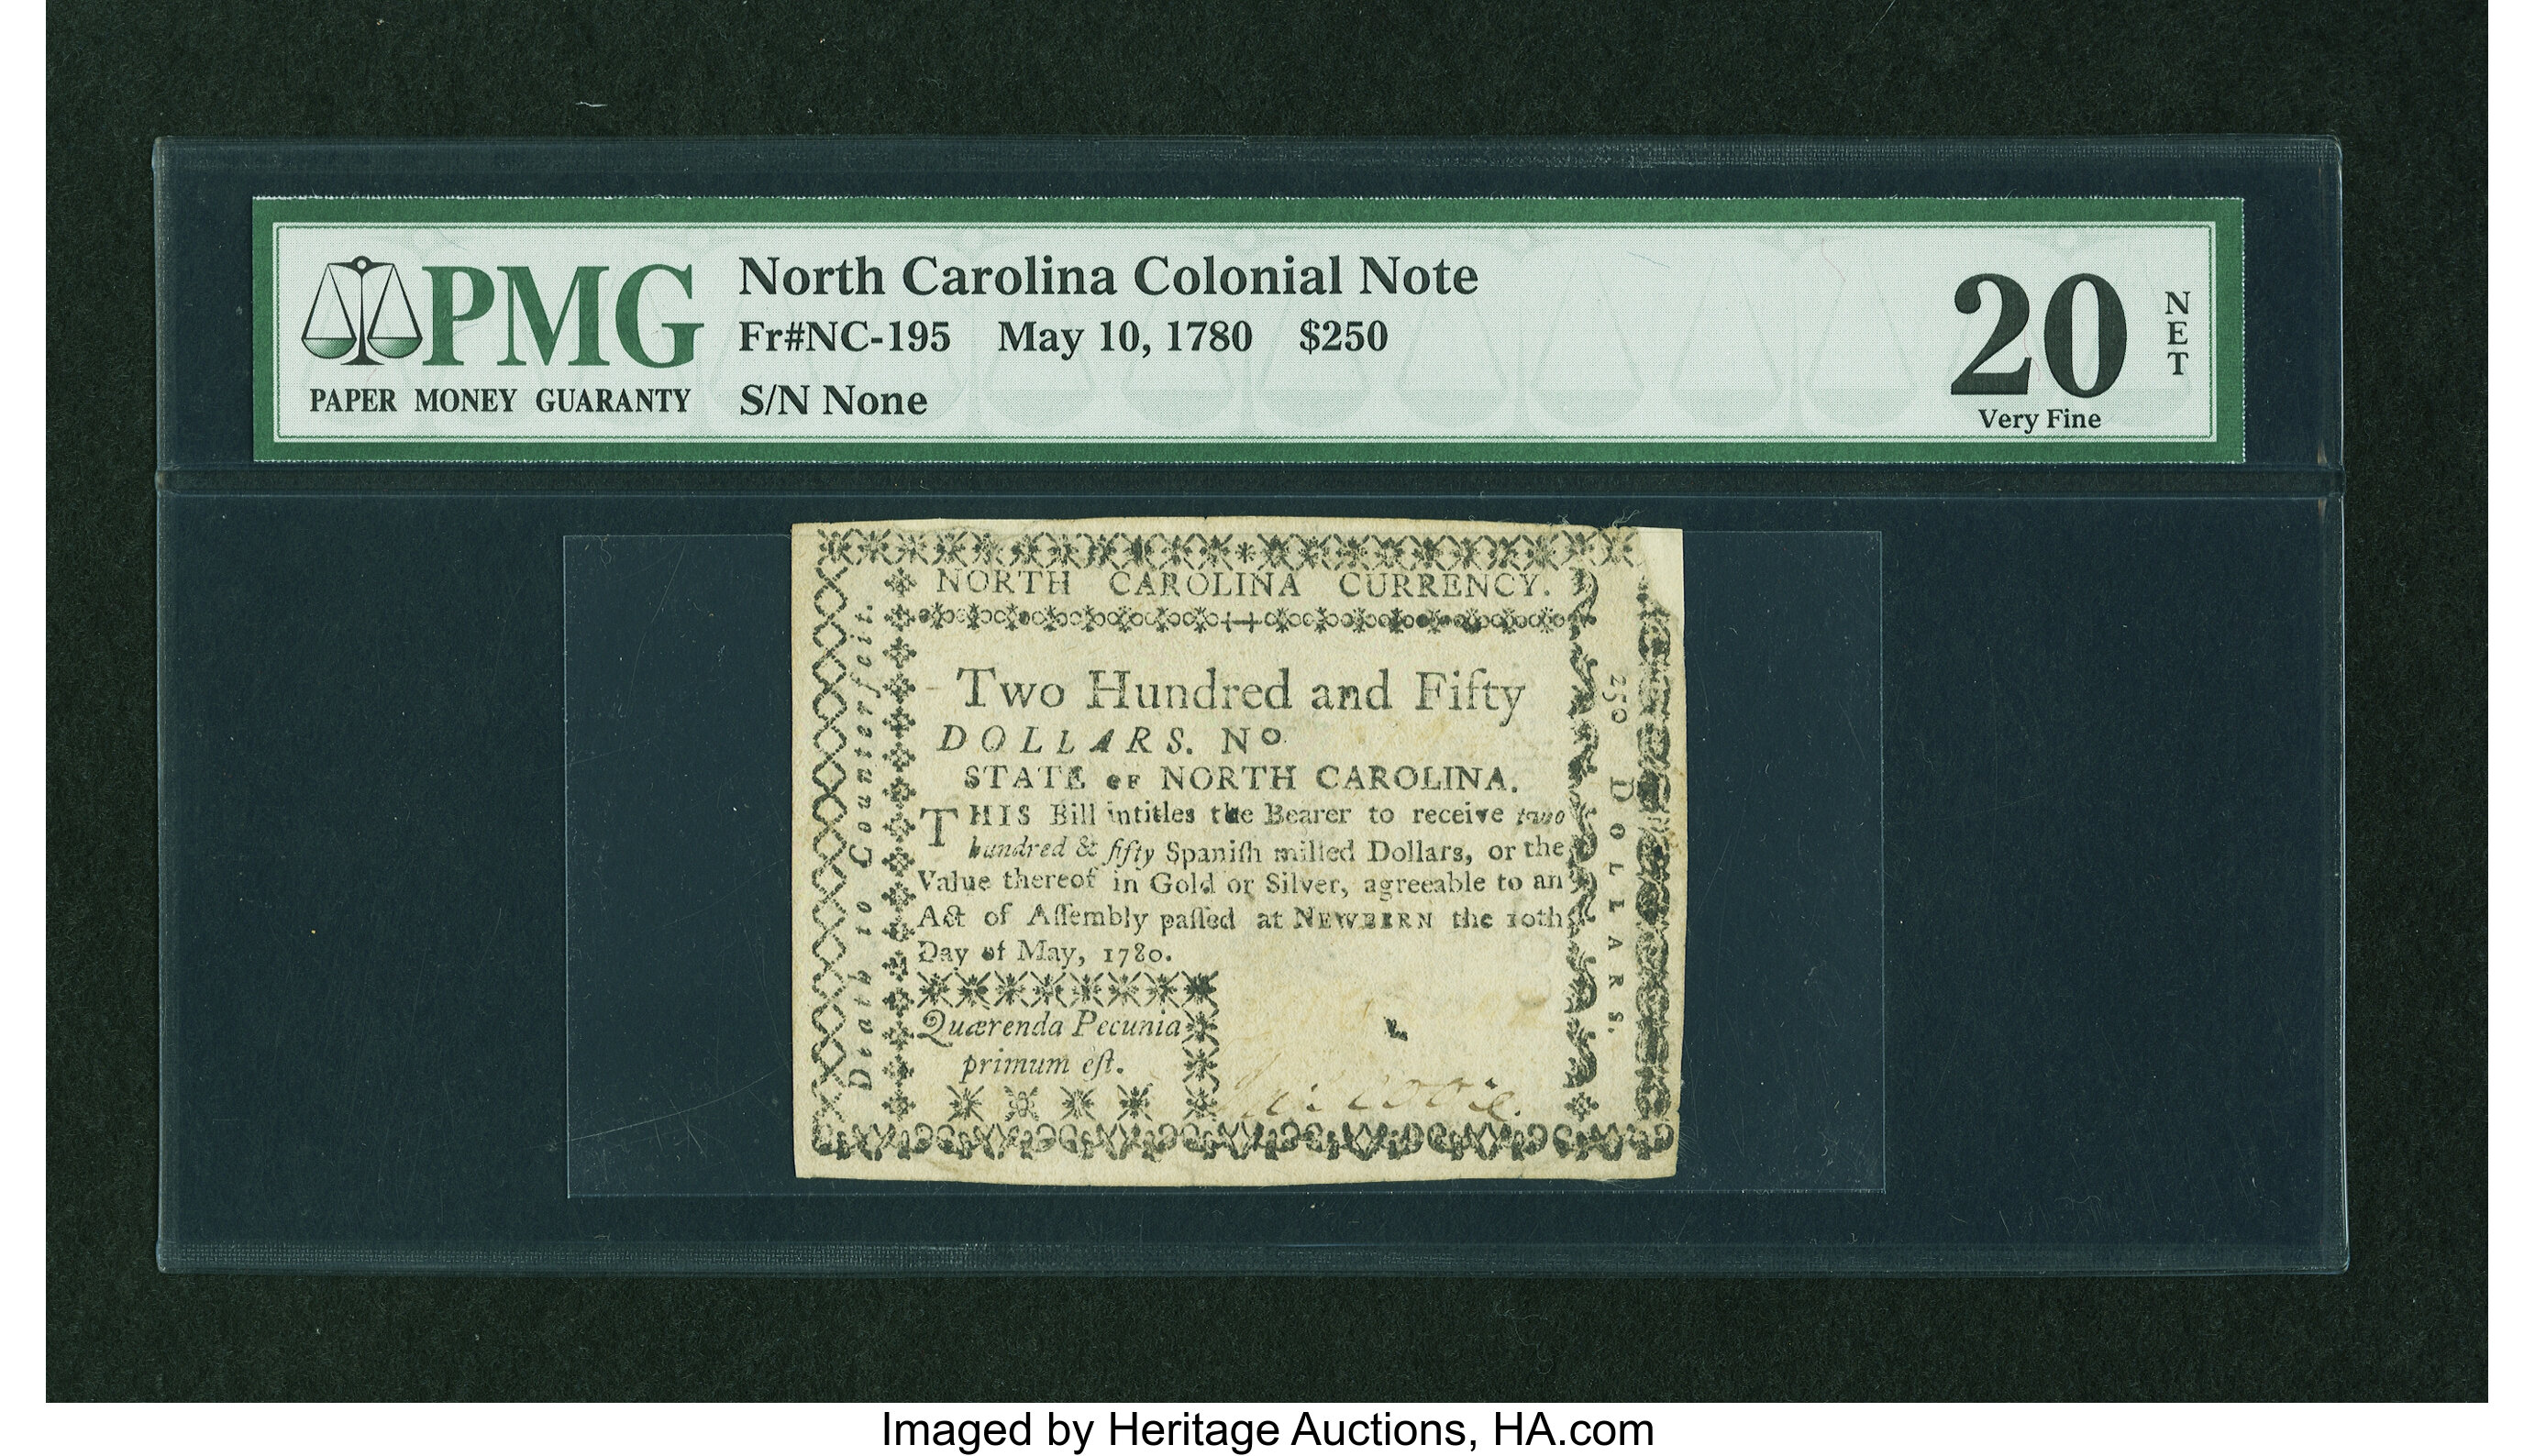 PMG
PAPER MONEY GUARANTY
North Carolina Colonial Note
Fr#NC-195 May 10, 1780 $250
S/N None
20
Very Fine
NET
NORTH CAROLINA CURRENCY.
Two Hundred and Fifty
DOLLARS. No
STATE OF NORTH CAROLINA.
THIS Bill intitles the Bearer to receive two
hundred & fifty Spaniſh milled Dollars, or the
Value thereof in Gold or Silver, agreeable to an
Act of Aſſembly paſſed at NEWBERN the 10th
Day of May, 1780.
Quærenda Pecunia
primum eſt.
Death to Counterfeit.
250 DOLLARS.
Imaged by Heritage Auctions, HA.com